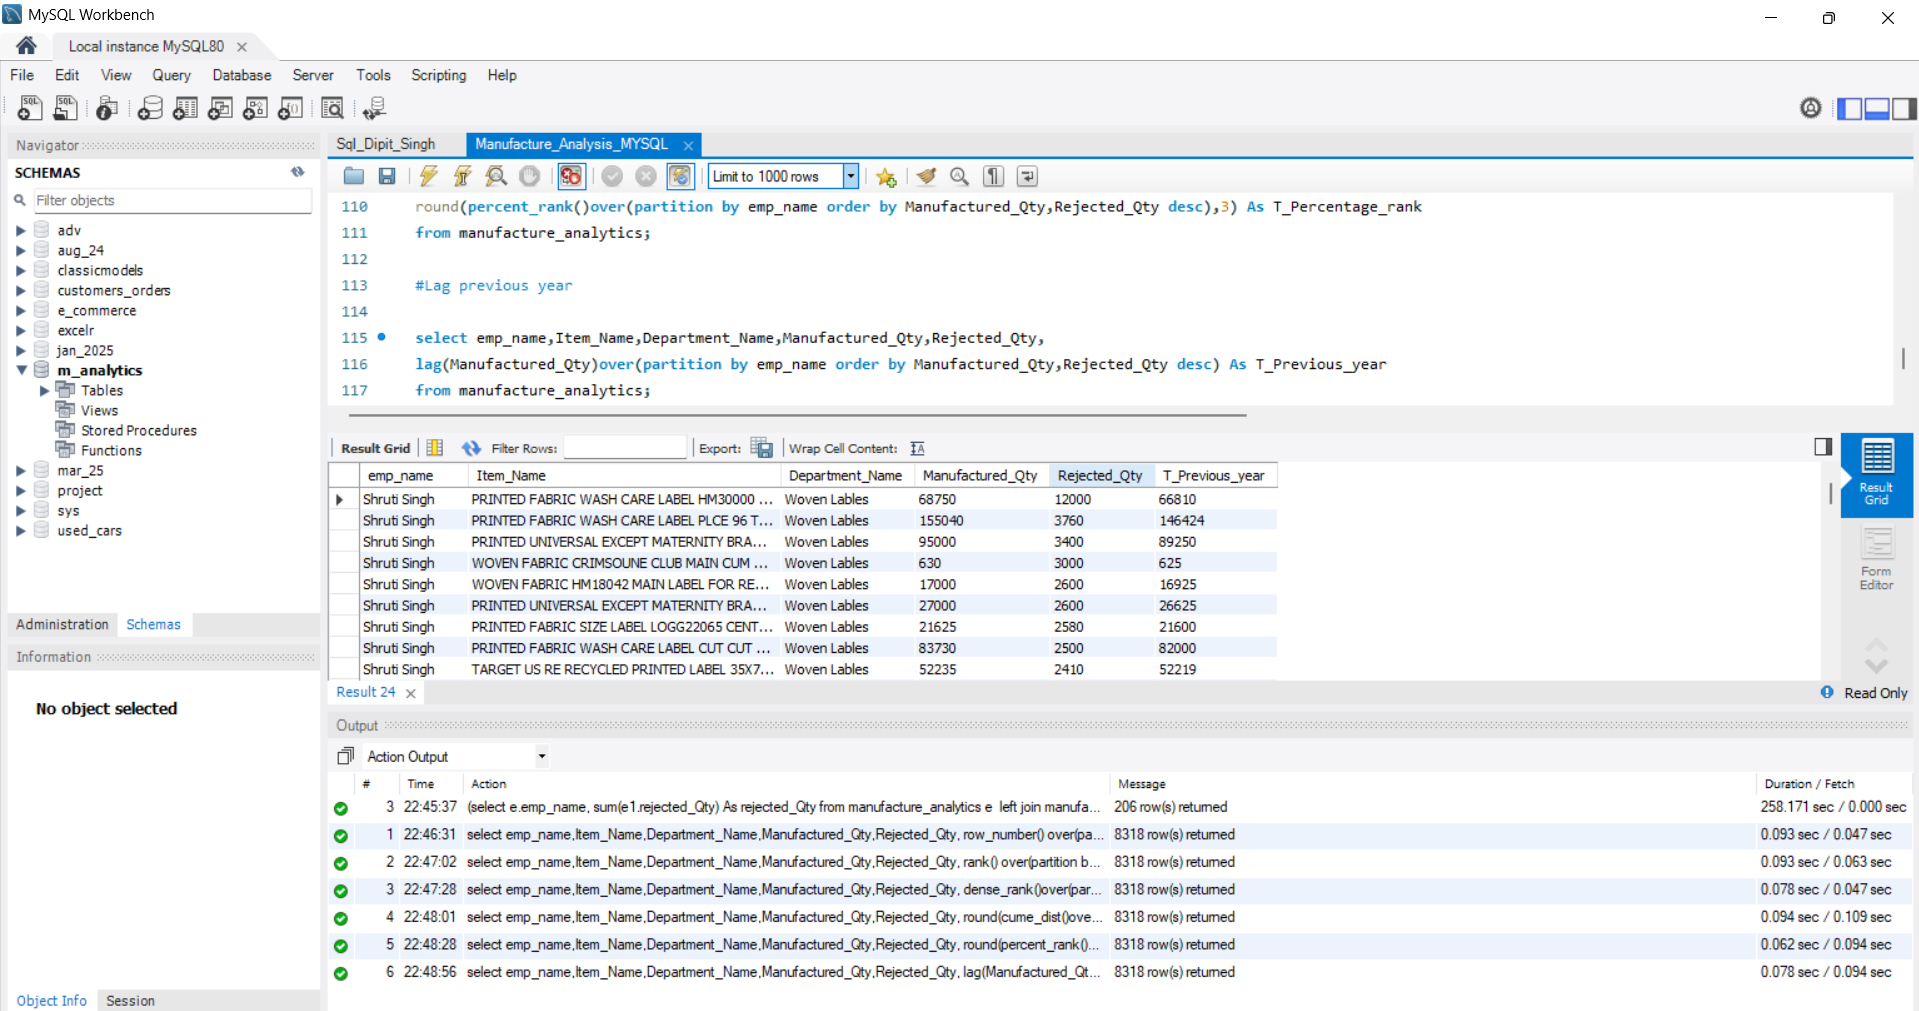 MySQL Workbench
Local instance MySQL80
File Edit View Query Database Server Tools Scripting Help
Navigator
SCHEMAS
Filter objects
adv
aug_24
classicmodels
customers_orders
e_commerce
excelr
jan_2025
m_analytics
Tables
Views
Stored Procedures
Functions
mar_25
project
sys
used_cars
Administration Schemas
Information
No object selected
Object Info Session
Sql_Dipit_Singh Manufacture_Analysis_MYSQL
Limit to 1000 rows
110 round(percent_rank()over(partition by emp_name order by Manufactured_Qty,Rejected_Qty desc),3) As T_Percentage_rank
111 from manufacture_analytics;
112
113 #Lag previous year
114
115 select emp_name,Item_Name,Department_Name,Manufactured_Qty,Rejected_Qty,
116 lag(Manufactured_Qty)over(partition by emp_name order by Manufactured_Qty,Rejected_Qty desc) As T_Previous_year
117 from manufacture_analytics;
Result Grid Filter Rows: Export: Wrap Cell Content:
emp_name Item_Name Department_Name Manufactured_Qty Rejected_Qty T_Previous_year
Shruti Singh PRINTED FABRIC WASH CARE LABEL HM30000 ... Woven Lables 68750 12000 66810
Shruti Singh PRINTED FABRIC WASH CARE LABEL PLCE 96 T... Woven Lables 155040 3760 146424
Shruti Singh PRINTED UNIVERSAL EXCEPT MATERNITY BRA... Woven Lables 95000 3400 89250
Shruti Singh WOVEN FABRIC CRIMSOUNE CLUB MAIN CUM ... Woven Lables 630 3000 625
Shruti Singh WOVEN FABRIC HM18042 MAIN LABEL FOR RE... Woven Lables 17000 2600 16925
Shruti Singh PRINTED UNIVERSAL EXCEPT MATERNITY BRA... Woven Lables 27000 2600 26625
Shruti Singh PRINTED FABRIC SIZE LABEL LOGG22065 CENT... Woven Lables 21625 2580 21600
Shruti Singh PRINTED FABRIC WASH CARE LABEL CUT CUT ... Woven Lables 83730 2500 82000
Shruti Singh TARGET US RE RECYCLED PRINTED LABEL 35X7... Woven Lables 52235 2410 52219
Result
Grid
Form
Editor
Result 24
Read Only
Output
Action Output
# Time Action Message Duration / Fetch
3 22:45:37 (select e.emp_name, sum(e1.rejected_Qty) As rejected_Qty from manufacture_analytics e left join manufa... 206 row(s) returned 258.171 sec / 0.000 sec
1 22:46:31 select emp_name,Item_Name,Department_Name,Manufactured_Qty,Rejected_Qty, row_number() over(pa... 8318 row(s) returned 0.093 sec / 0.047 sec
2 22:47:02 select emp_name,Item_Name,Department_Name,Manufactured_Qty,Rejected_Qty, rank() over(partition b... 8318 row(s) returned 0.093 sec / 0.063 sec
3 22:47:28 select emp_name,Item_Name,Department_Name,Manufactured_Qty,Rejected_Qty, dense_rank()over(par... 8318 row(s) returned 0.078 sec / 0.047 sec
4 22:48:01 select emp_name,Item_Name,Department_Name,Manufactured_Qty,Rejected_Qty, round(cume_dist()ove... 8318 row(s) returned 0.094 sec / 0.109 sec
5 22:48:28 select emp_name,Item_Name,Department_Name,Manufactured_Qty,Rejected_Qty, round(percent_rank()... 8318 row(s) returned 0.062 sec / 0.094 sec
6 22:48:56 select emp_name,Item_Name,Department_Name,Manufactured_Qty,Rejected_Qty, lag(Manufactured_Qt... 8318 row(s) returned 0.078 sec / 0.094 sec